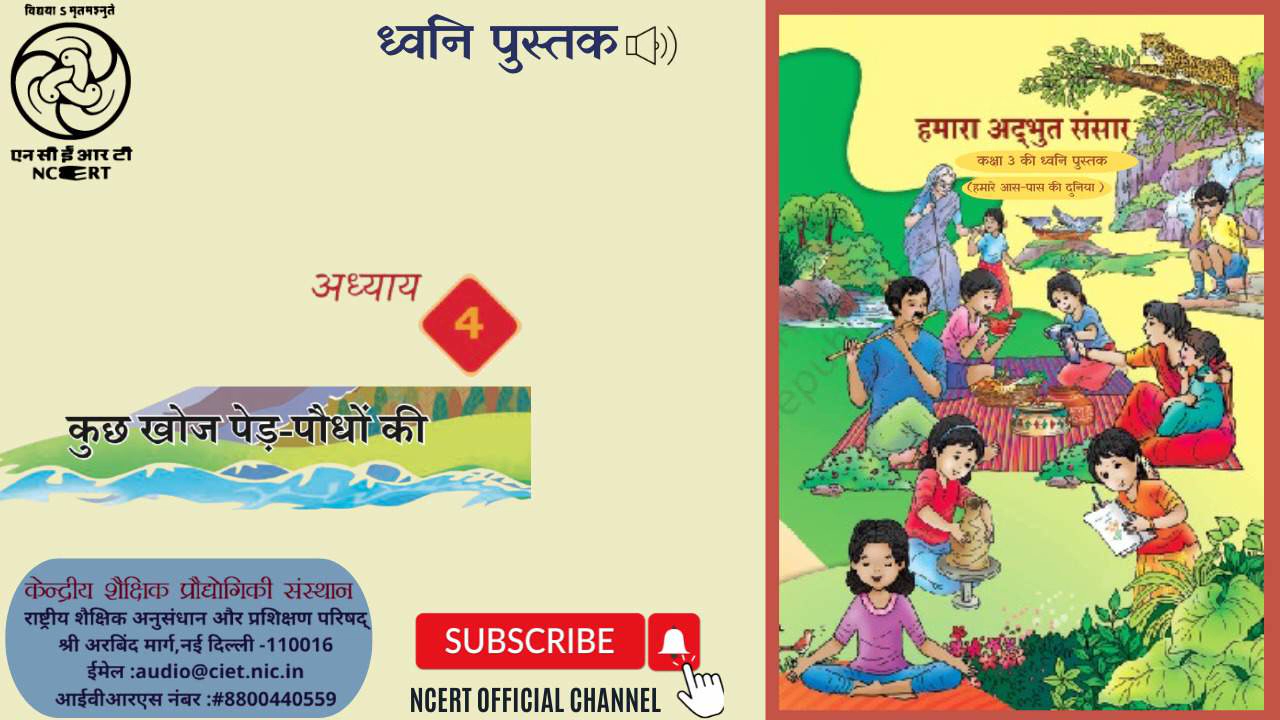 विद्यया ऽ मृतमश्नुते
एन सी ई आर टी
NCERT
ध्वनि पुस्तक
अध्याय
4
कुछ खोज पेड़-पौधों की
केन्द्रीय शैक्षिक प्रौद्योगिकी संस्थान
राष्ट्रीय शैक्षिक अनुसंधान और प्रशिक्षण परिषद्
श्री अरबिंद मार्ग,नई दिल्ली -110016
ईमेल :audio@ciet.nic.in
आईवीआरएस नंबर :#8800440559
SUBSCRIBE
NCERT OFFICIAL CHANNEL
हमारा अद्भुत संसार
कक्षा 3 की ध्वनि पुस्तक
(हमारे आस-पास की दुनिया )